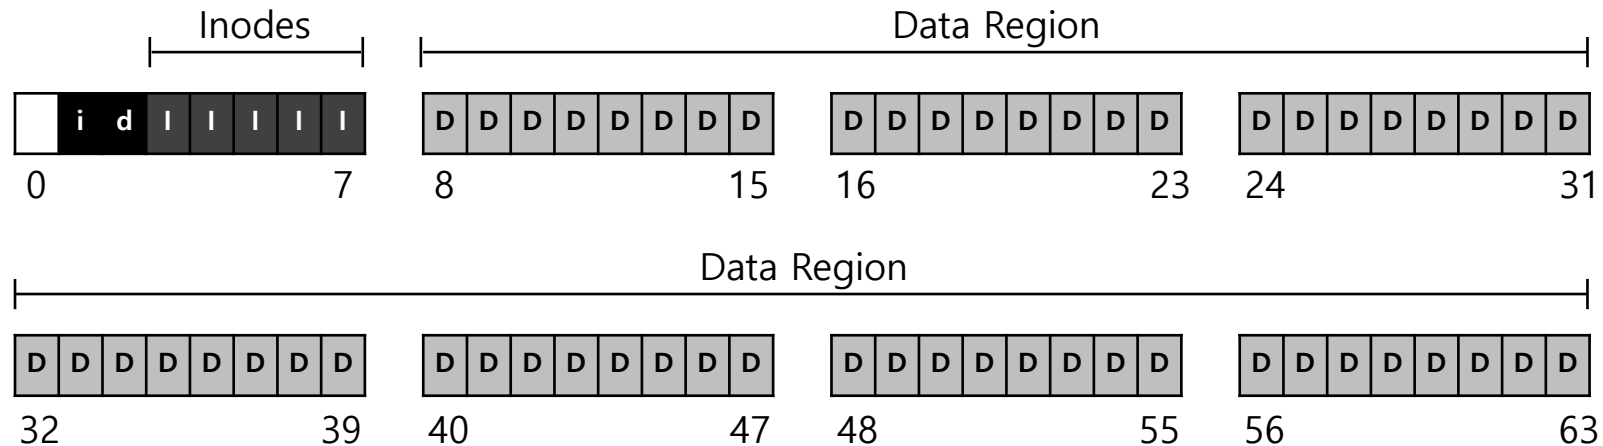 Inodes Data Region
i d I I I I I D D D D D D D D D D D D D D D D D D D D D D D D
0 7 8 15 16 23 24 31
Data Region
D D D D D D D D D D D D D D D D D D D D D D D D D D D D D D D D
32 39 40 47 48 55 56 63